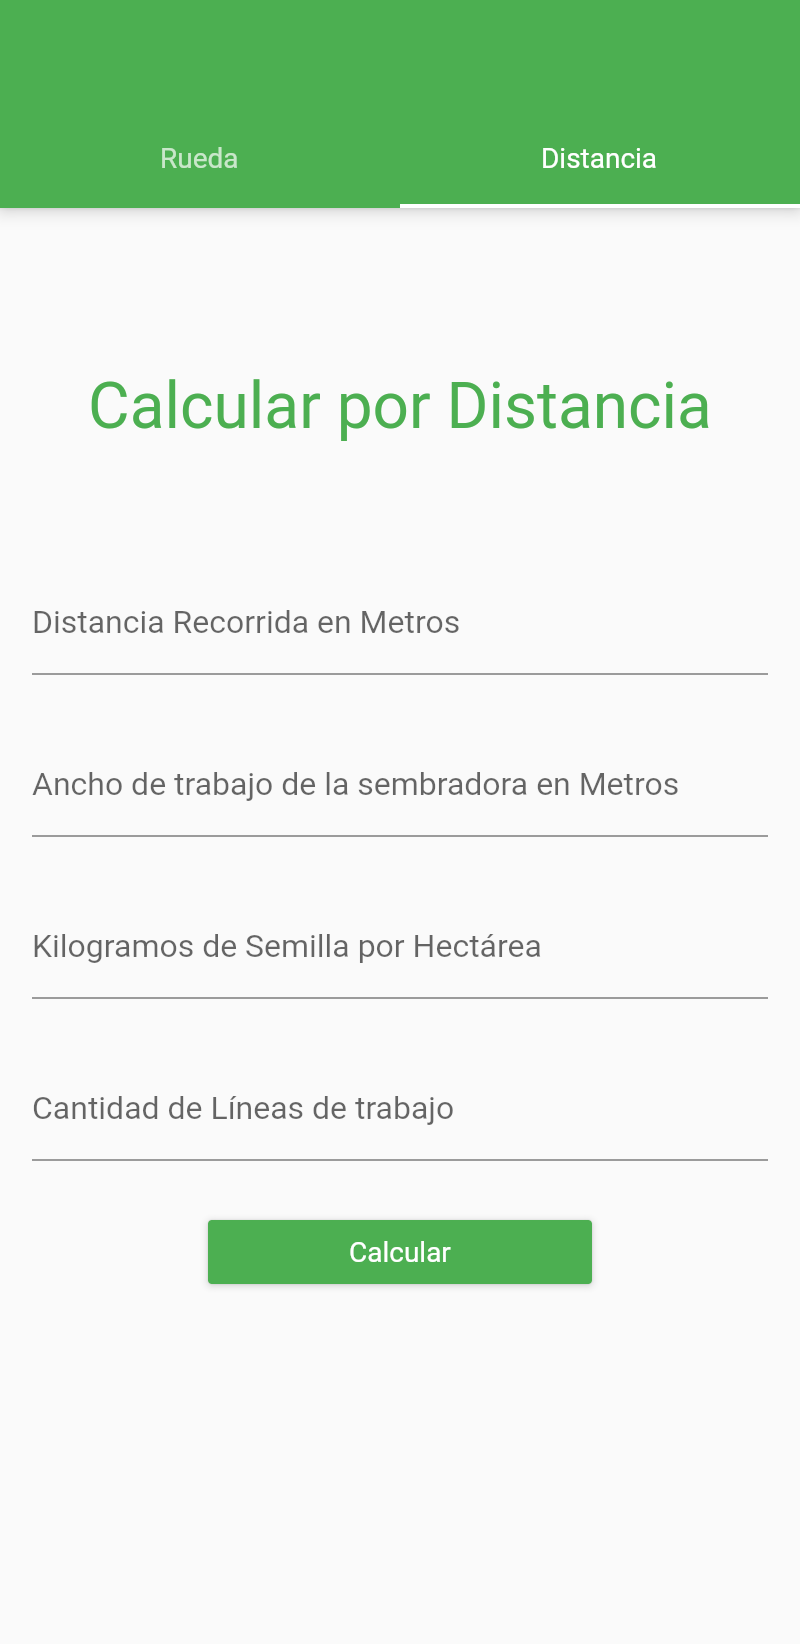 Rueda
Distancia
Calcular por Distancia
Distancia Recorrida en Metros
Ancho de trabajo de la sembradora en Metros
Kilogramos de Semilla por Hectárea
Cantidad de Líneas de trabajo
Calcular